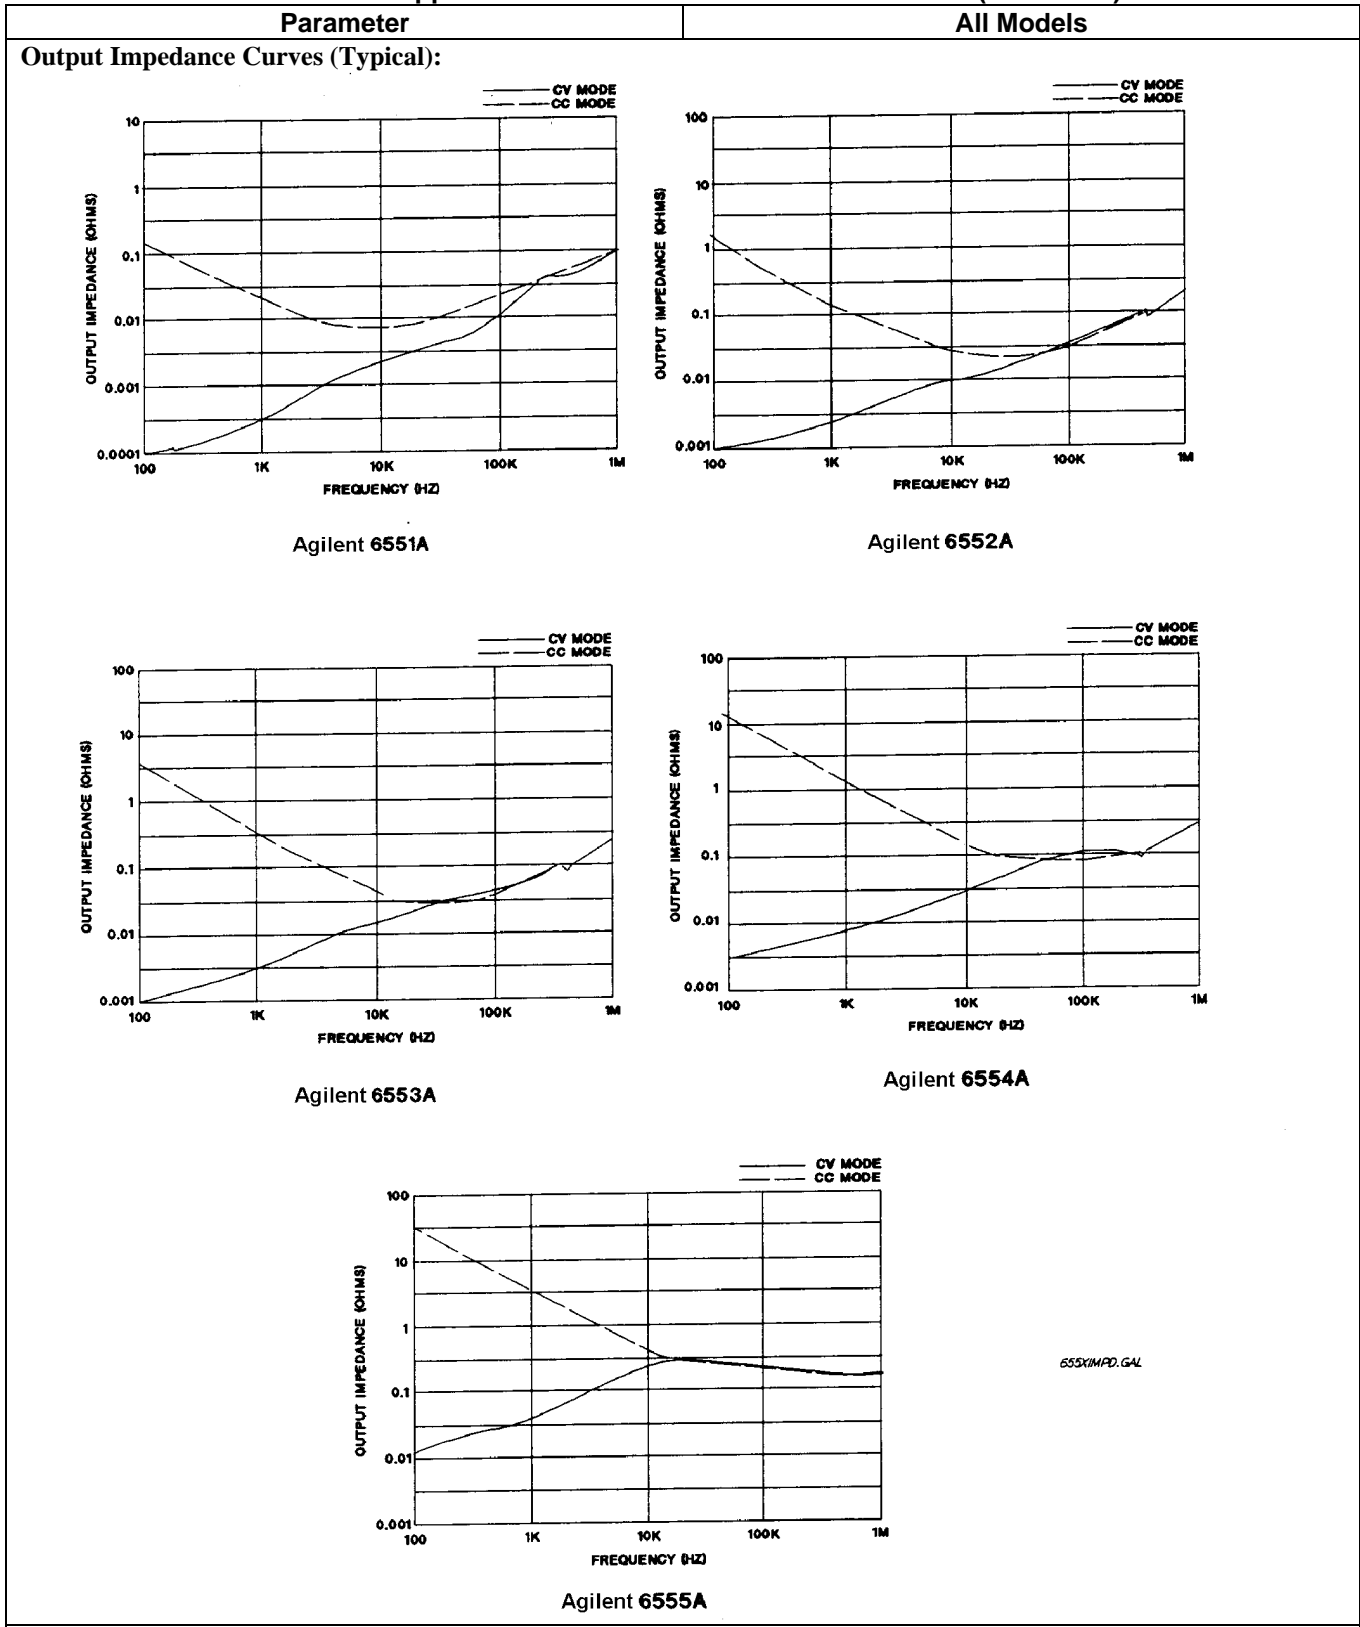 Parameter
All Models
Output Impedance Curves (Typical):
CV MODE
CC MODE
10
1
0.1
0.01
0.001
0.0001
OUTPUT IMPEDANCE (OHMS)
100
1K
10K
100K
1M
FREQUENCY (HZ)
Agilent 6551A
CV MODE
CC MODE
100
10
1
0.1
0.01
0.001
OUTPUT IMPEDANCE (OHMS)
100
1K
10K
100K
1M
FREQUENCY (HZ)
Agilent 6552A
CV MODE
CC MODE
100
10
1
0.1
0.01
0.001
OUTPUT IMPEDANCE (OHMS)
100
1K
10K
100K
1M
FREQUENCY (HZ)
Agilent 6553A
CV MODE
CC MODE
100
10
1
0.1
0.01
0.001
OUTPUT IMPEDANCE (OHMS)
100
1K
10K
100K
1M
FREQUENCY (HZ)
Agilent 6554A
CV MODE
CC MODE
100
10
1
0.1
0.01
0.001
OUTPUT IMPEDANCE (OHMS)
100
1K
10K
100K
1M
FREQUENCY (HZ)
Agilent 6555A
655XIMPD.GAL